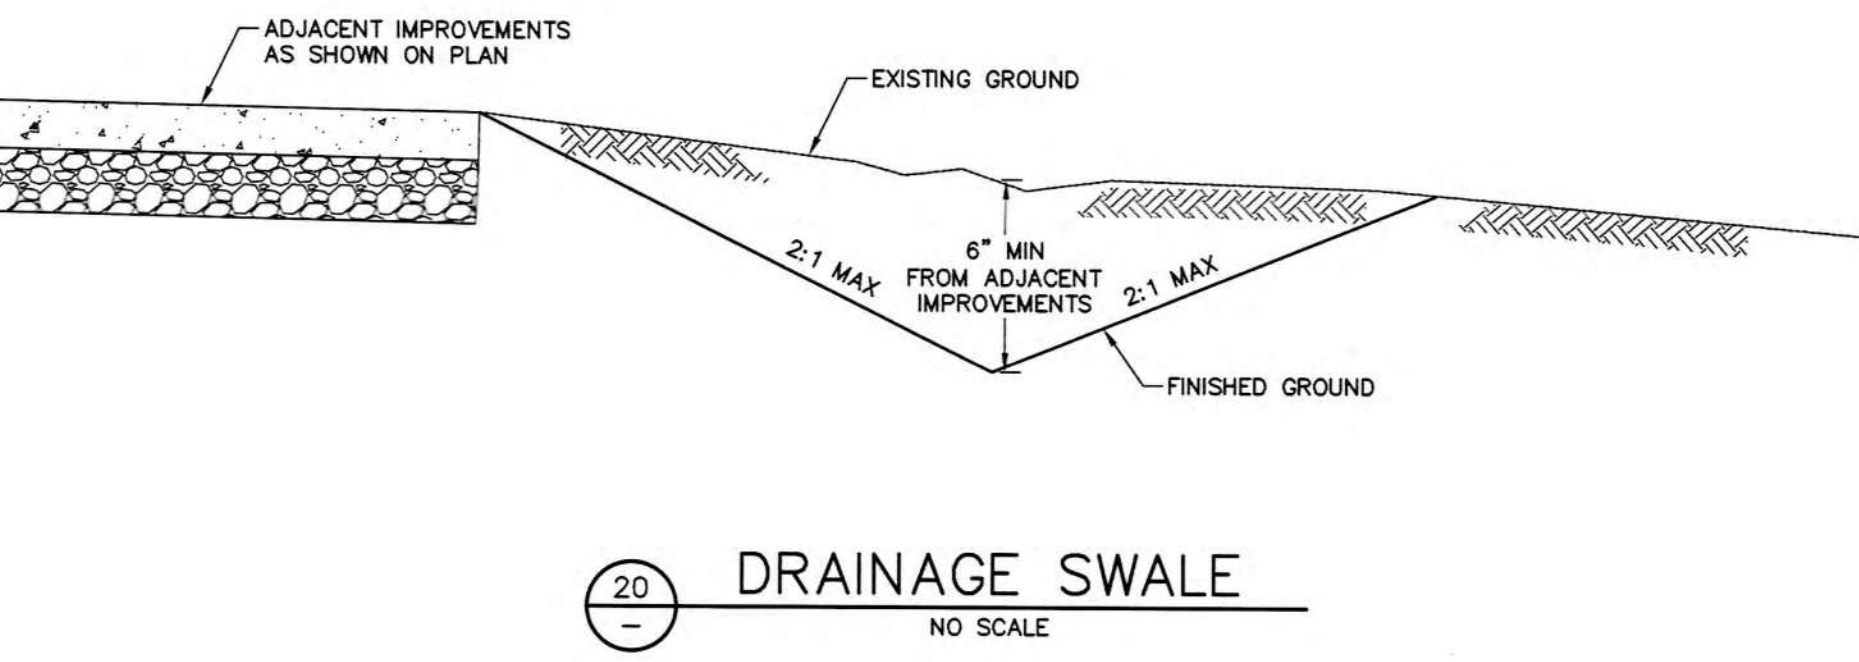 ADJACENT IMPROVEMENTS
AS SHOWN ON PLAN
EXISTING GROUND
2:1 MAX
6" MIN
FROM ADJACENT
IMPROVEMENTS
2:1 MAX
FINISHED GROUND
20
–
DRAINAGE SWALE
NO SCALE